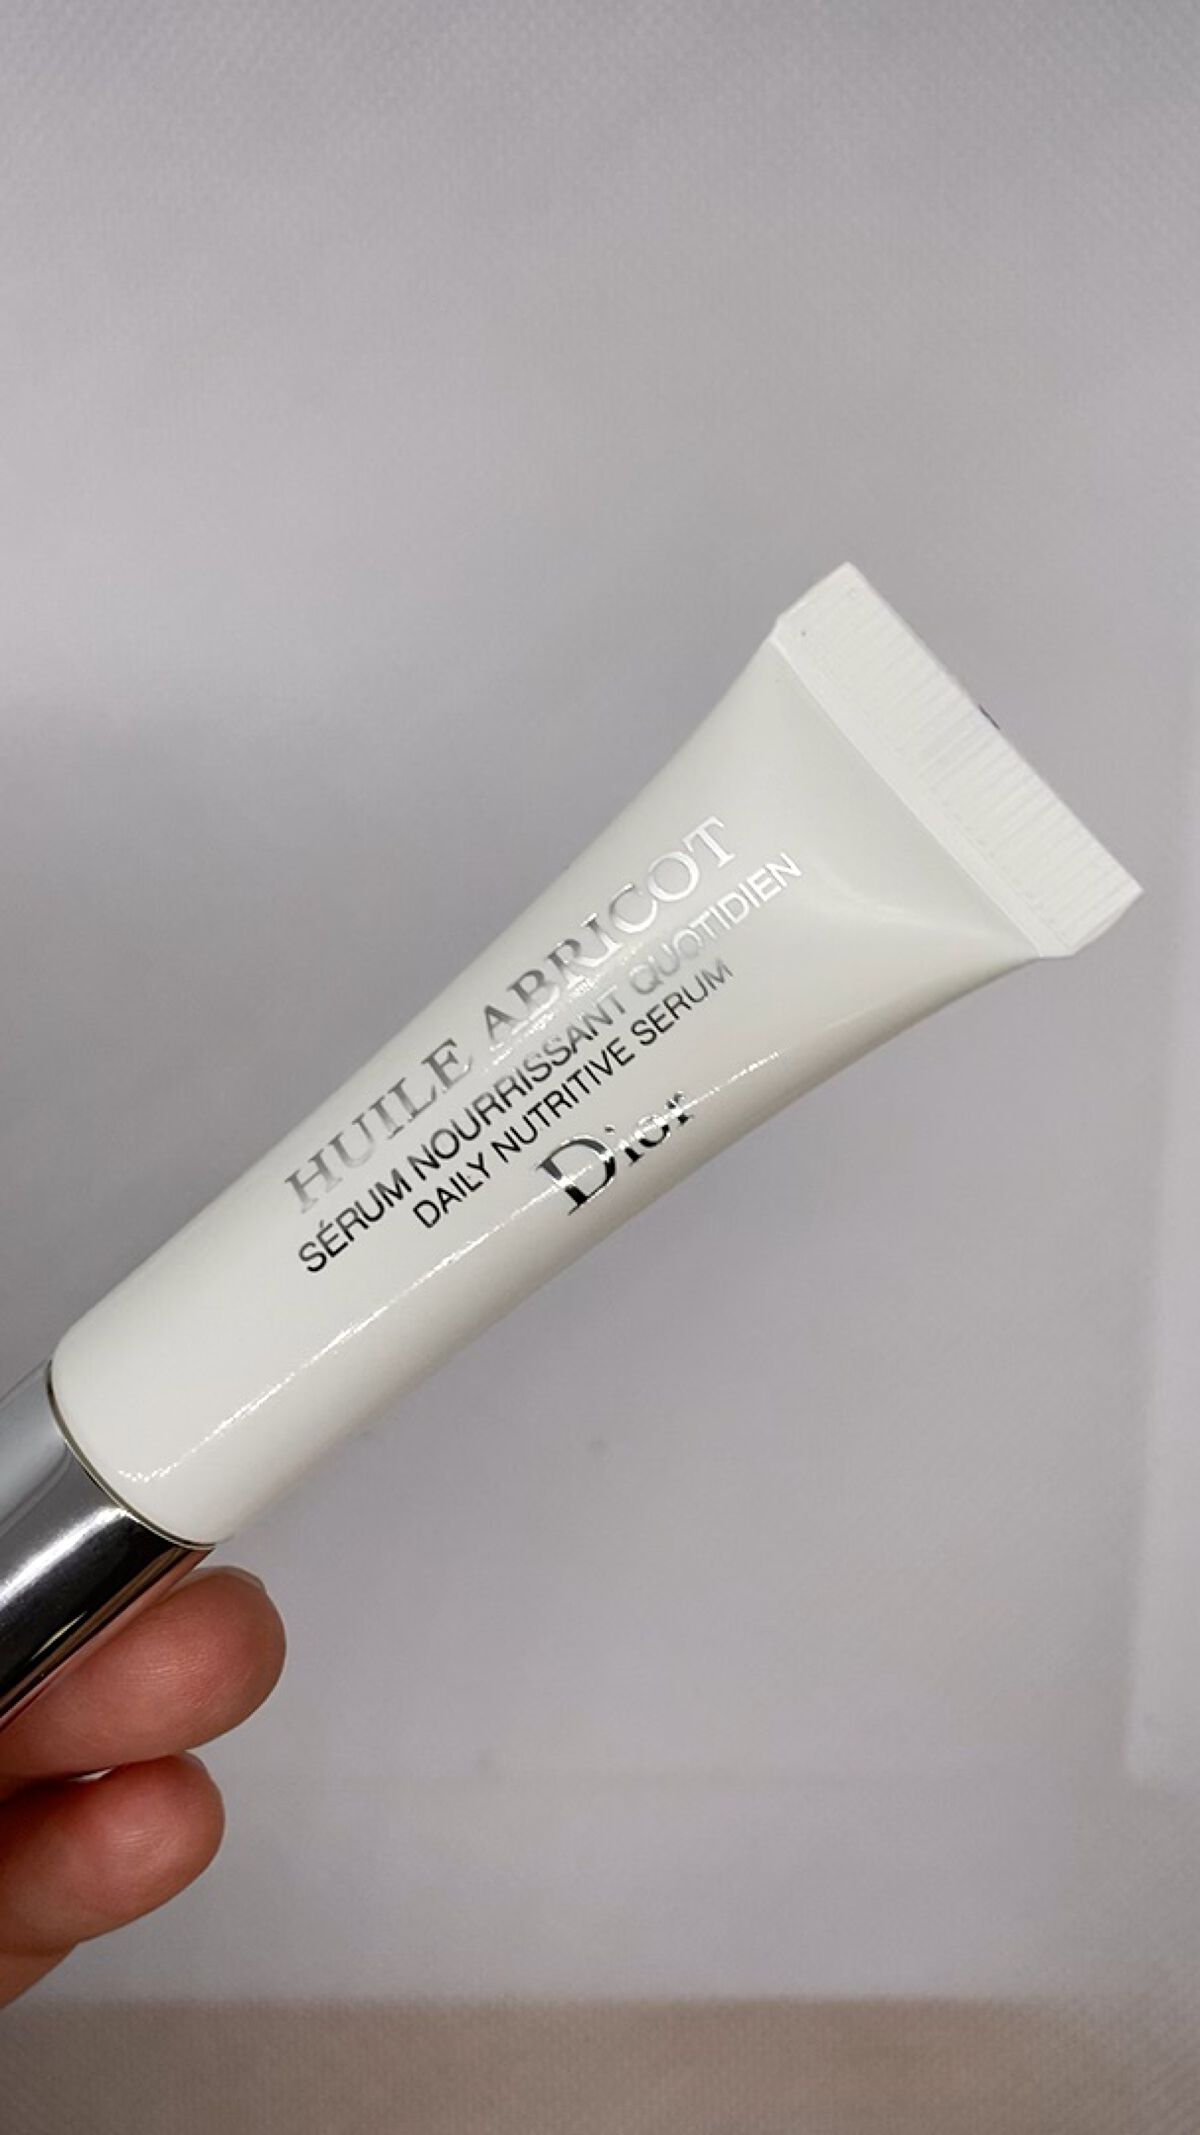 HUILE ABRICOT
SÉRUM NOURRISSANT QUOTIDIEN
DAILY NUTRITIVE SERUM
Dior